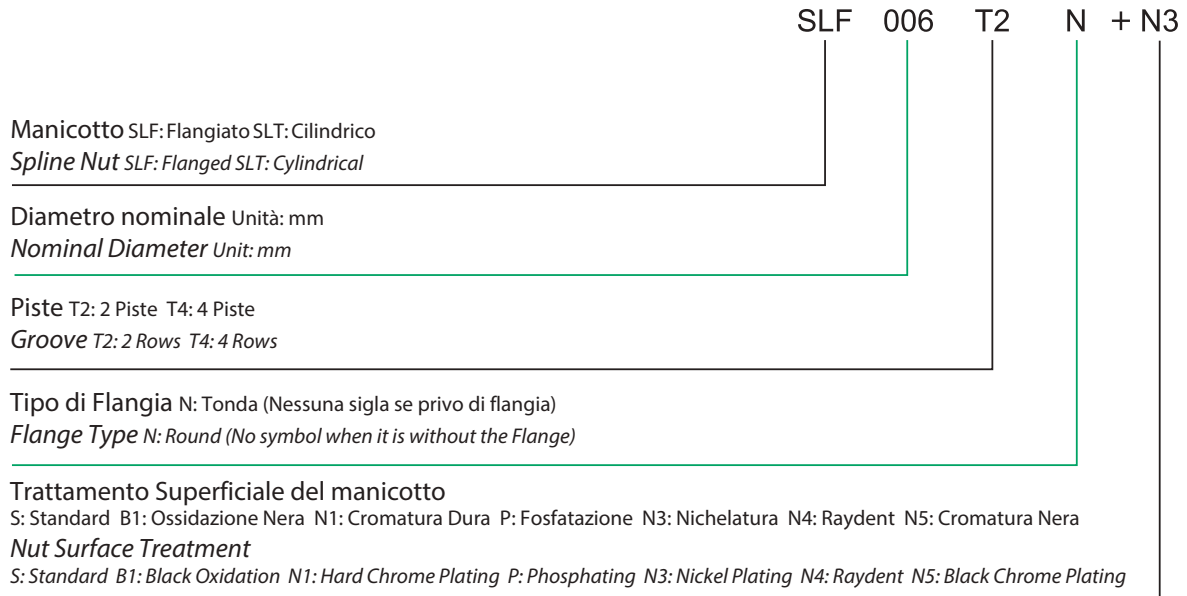 SLF 006 T2 N + N3
Manicotto SLF: Flangiato SLT: Cilindrico
Spline Nut SLF: Flanged SLT: Cylindrical
Diametro nominale Unità: mm
Nominal Diameter Unit: mm
Piste T2: 2 Piste T4: 4 Piste
Groove T2: 2 Rows T4: 4 Rows
Tipo di Flangia N: Tonda (Nessuna sigla se privo di flangia)
Flange Type N: Round (No symbol when it is without the Flange)
Trattamento Superficiale del manicotto
S: Standard B1: Ossidazione Nera N1: Cromatura Dura P: Fosfatazione N3: Nichelatura N4: Raydent N5: Cromatura Nera
Nut Surface Treatment
S: Standard B1: Black Oxidation N1: Hard Chrome Plating P: Phosphating N3: Nickel Plating N4: Raydent N5: Black Chrome Plating